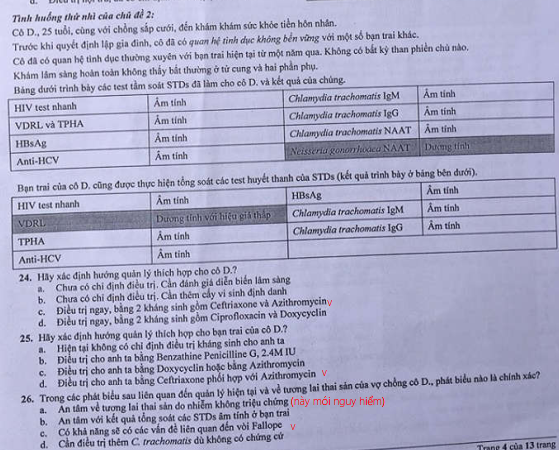 Tình huống thứ nhì của chủ đề 2:
Cô D., 25 tuổi, cùng với chồng sắp cưới, đến khám khám sức khỏe tiền hôn nhân.
Trước khi quyết định lập gia đình, cô đã có quan hệ tình dục không bền vững với một số bạn trai khác.
Cô đã có quan hệ tình dục thường xuyên với bạn trai hiện tại từ một năm qua. Không có bất kỳ than phiền chủ nào.
Khám lâm sàng hoàn toàn không thấy bất thường ở tử cung và hai phần phụ.
Bảng dưới trình bày các test tầm soát STDs đã làm cho cô D. và kết quả của chúng.
HIV test nhanh Âm tính Chlamydia trachomatis IgM Âm tính
VDRL và TPHA Âm tính Chlamydia trachomatis IgG Âm tính
HBsAg Âm tính Chlamydia trachomatis NAAT Âm tính
Anti-HCV Âm tính Neisseria gonorrhoaea NAAT Dương tính
Bạn trai của cô D. cũng được thực hiện tổng soát các test huyết thanh của STDs (kết quả trình bày ở bảng bên dưới).
HIV test nhanh Âm tính HBsAg Âm tính
VDRL Dương tính với hiệu giá thấp Chlamydia trachomatis IgM Âm tính
TPHA Âm tính Chlamydia trachomatis IgG Âm tính
Anti-HCV Âm tính
24. Hãy xác định hướng quản lý thích hợp cho cô D.?
a. Chưa có chỉ định điều trị. Cần đánh giá diễn biến lâm sàng
b. Chưa có chỉ định điều trị. Cần thêm cấy vi sinh định danh
c. Điều trị ngay, bằng 2 kháng sinh gồm Ceftriaxone và Azithromycin v
d. Điều trị ngay, bằng 2 kháng sinh gồm Ciprofloxacin và Doxycyclin
25. Hãy xác định hướng quản lý thích hợp cho bạn trai của cô D.?
a. Hiện tại không có chỉ định điều trị kháng sinh cho anh ta
b. Điều trị cho anh ta bằng Benzathine Penicilline G, 2.4M IU
c. Điều trị cho anh ta bằng Doxycyclin hoặc bằng Azithromycin
d. Điều trị cho anh ta bằng Ceftriaxone phối hợp với Azithromycin v
26. Trong các phát biểu sau liên quan đến quản lý hiện tại và về tương lai thai sản của vợ chồng cô D., phát biểu nào là chính xác?
a. An tâm về tương lai thai sản do nhiễm không triệu chứng (này mới nguy hiểm)
b. An tâm với kết quả tổng soát các STDs âm tính ở bạn trai
c. Có khả năng sẽ có các vấn đề liên quan đến vòi Fallope v
d. Cần điều trị thêm C. trachomatis dù không có chứng cứ
Trang 4 của 13 trang